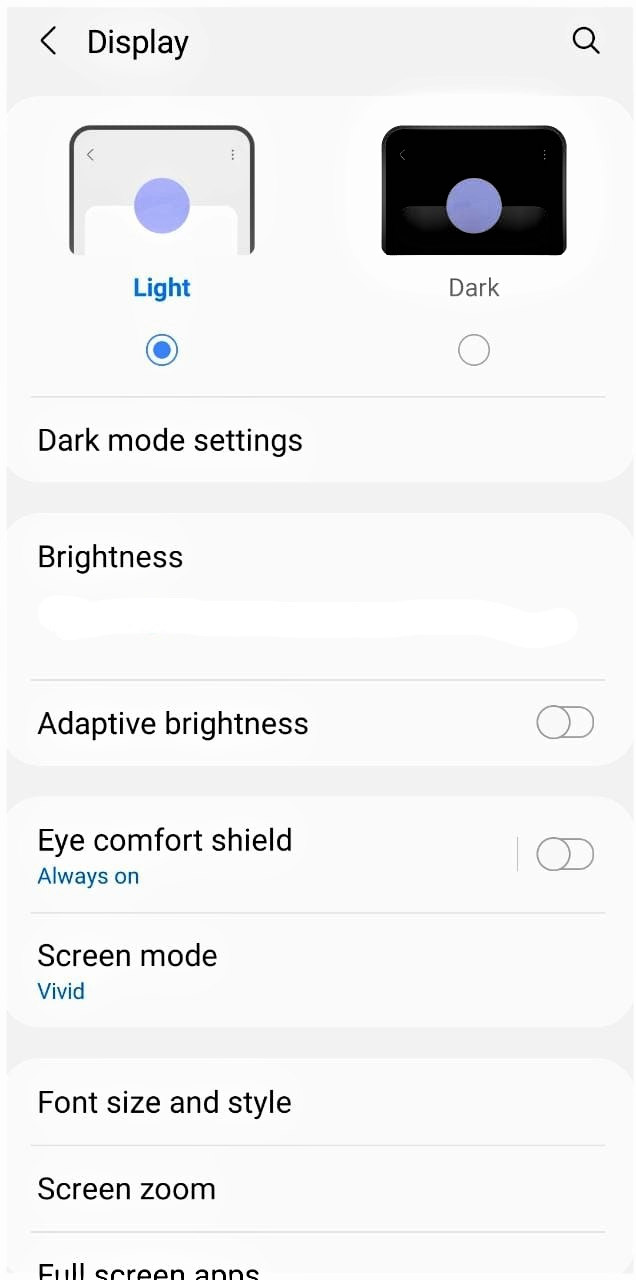 Display
Light
Dark
Dark mode settings
Brightness
Adaptive brightness
Eye comfort shield
Always on
Screen mode
Vivid
Font size and style
Screen zoom
Full screen apps